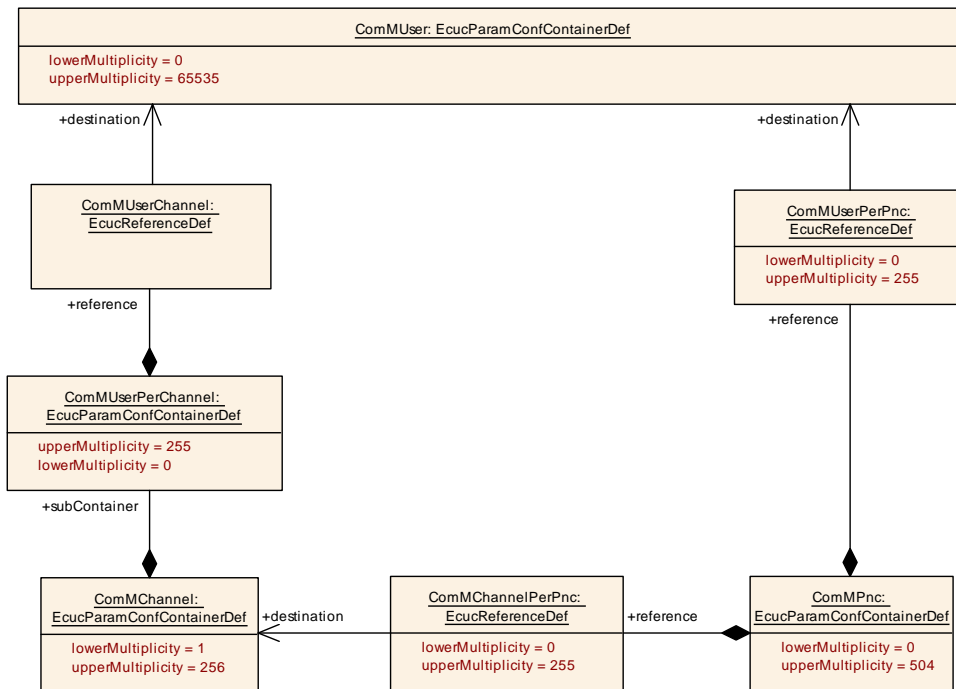 ComMUser: EcucParamConfContainerDef
lowerMultiplicity = 0
upperMultiplicity = 65535
+destination
+destination
ComMUserChannel:
EcucReferenceDef
ComMUserPerPnc:
EcucReferenceDef
lowerMultiplicity = 0
upperMultiplicity = 255
+reference
+reference
ComMUserPerChannel:
EcucParamConfContainerDef
upperMultiplicity = 255
lowerMultiplicity = 0
+subContainer
ComMChannel:
EcucParamConfContainerDef
lowerMultiplicity = 1
upperMultiplicity = 256
+destination
ComMChannelPerPnc:
EcucReferenceDef
lowerMultiplicity = 0
upperMultiplicity = 255
+reference
ComMPnc:
EcucParamConfContainerDef
lowerMultiplicity = 0
upperMultiplicity = 504